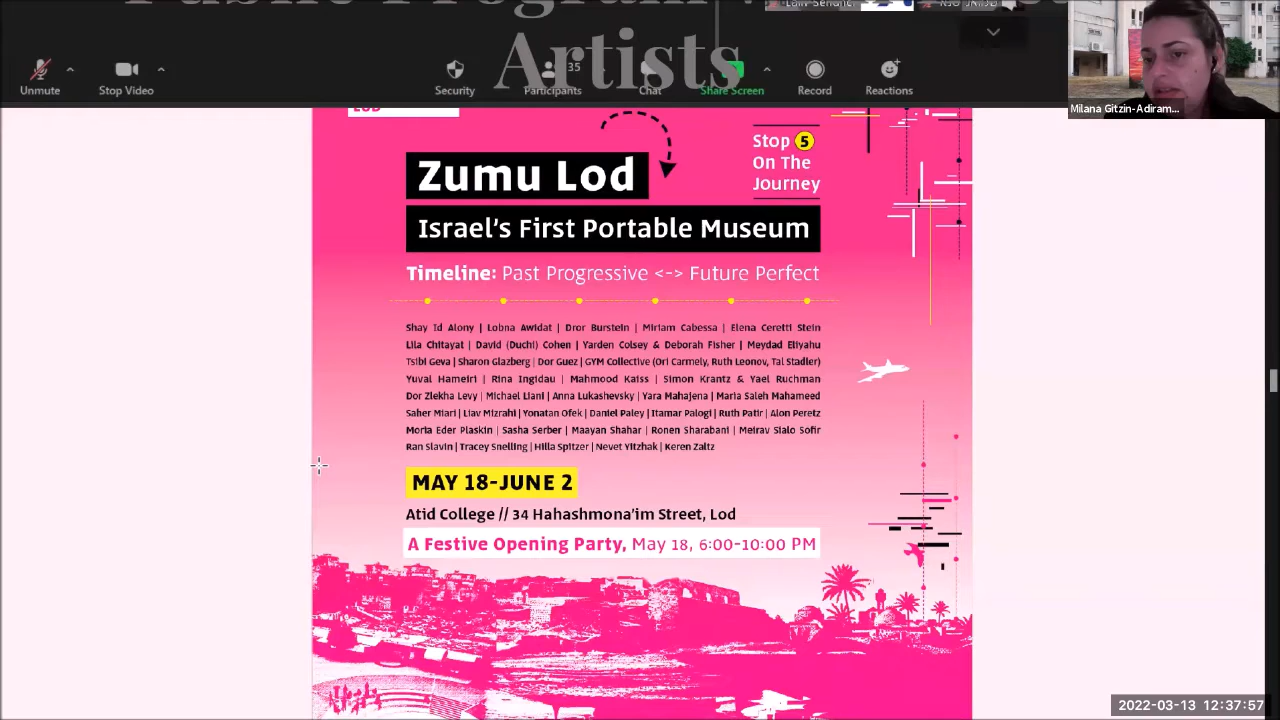 Public Program
Artists
Unmute
Stop Video
Security
35
Participants
Chat
Share Screen
Record
Reactions
Milana Gitzin-Adiram...
LOD
Stop 5
On The
Journey
Zumu Lod
Israel's First Portable Museum
Timeline: Past Progressive <-> Future Perfect
Shay Id Alony | Lobna Awidat | Dror Burstein | Miriam Cabessa | Elena Ceretti Stein
Lila Chitayat | David (Duchi) Cohen | Yarden Colsey & Deborah Fisher | Meydad Eliyahu
Tsibi Geva | Sharon Glazberg | Dor Guez | GYM Collective (Ori Carmely, Ruth Leonov, Tal Stadler)
Yuval Hameiri | Rina Ingidau | Mahmood Kaiss | Simon Krantz & Yael Ruchman
Dor Zlekha Levy | Michael Liani | Anna Lukashevsky | Yara Mahajena | Maria Saleh Mahameed
Saher Miari | Liav Mizrahi | Yonatan Ofek | Daniel Paley | Itamar Palogi | Ruth Patir | Alon Peretz
Moria Eder Plaskin | Sasha Serber | Maayan Shahar | Ronen Sharabani | Meirav Sialo Sofir
Ran Slavin | Tracey Snelling | Hilla Spitzer | Nevet Yitzhak | Keren Zaltz
MAY 18-JUNE 2
Atid College // 34 Hahashmona'im Street, Lod
A Festive Opening Party, May 18, 6:00-10:00 PM
2022-03-13 12:37:57